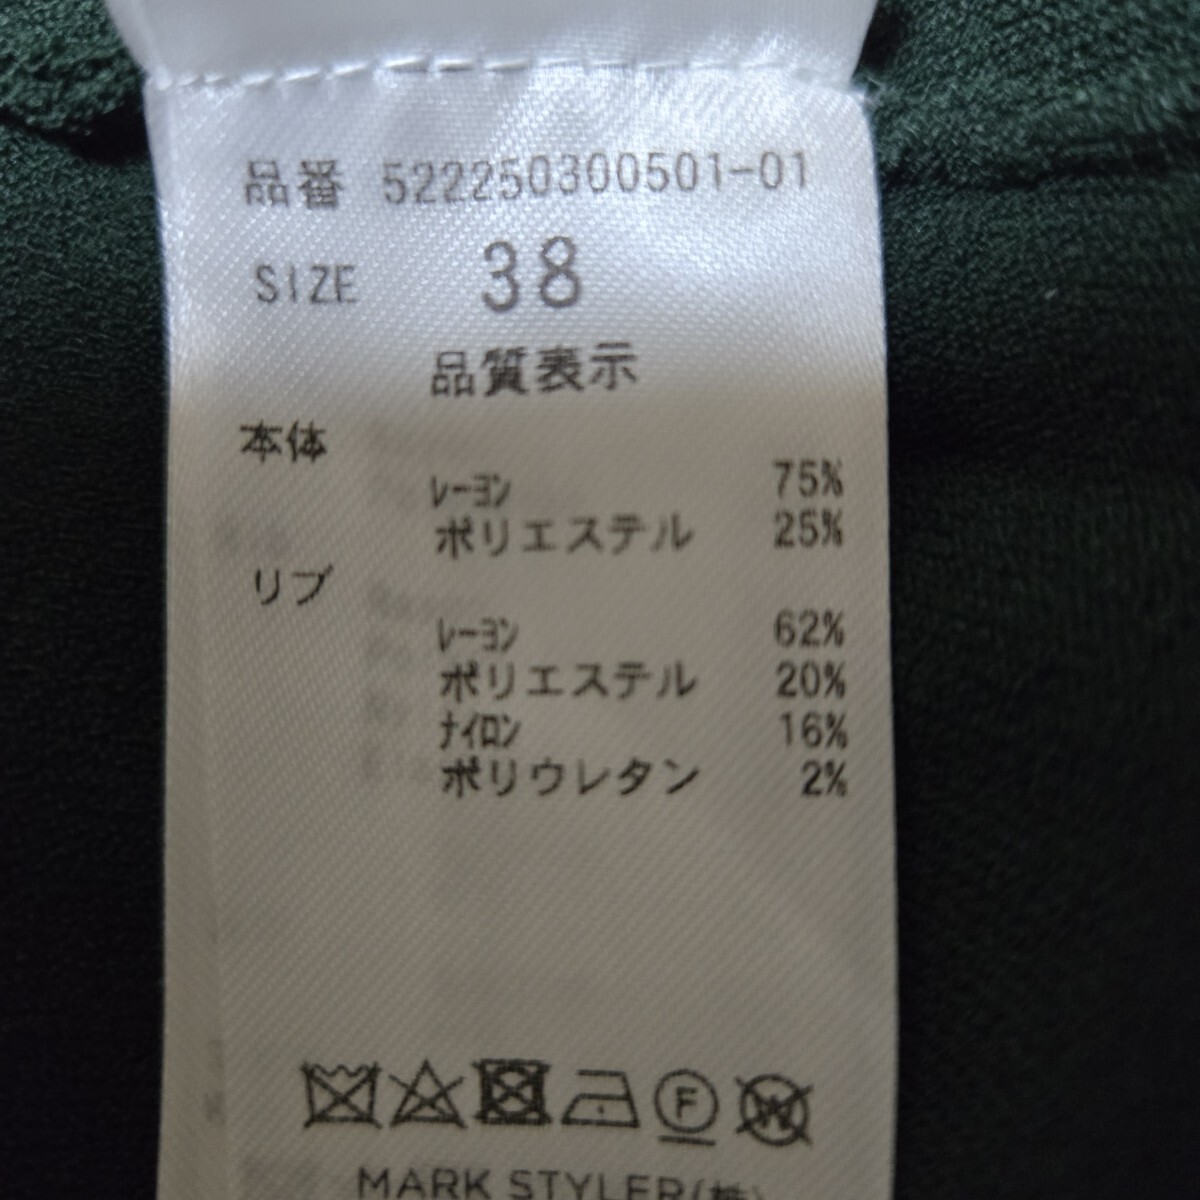 品番 522250300501-01
SIZE 38
品質表示
本体
ﾚｰﾖﾝ 75%
ポリエステル 25%
リブ
ﾚｰﾖﾝ 62%
ポリエステル 20%
ﾅｲﾛﾝ 16%
ポリウレタン 2%
F W
MARK STYLER(株)